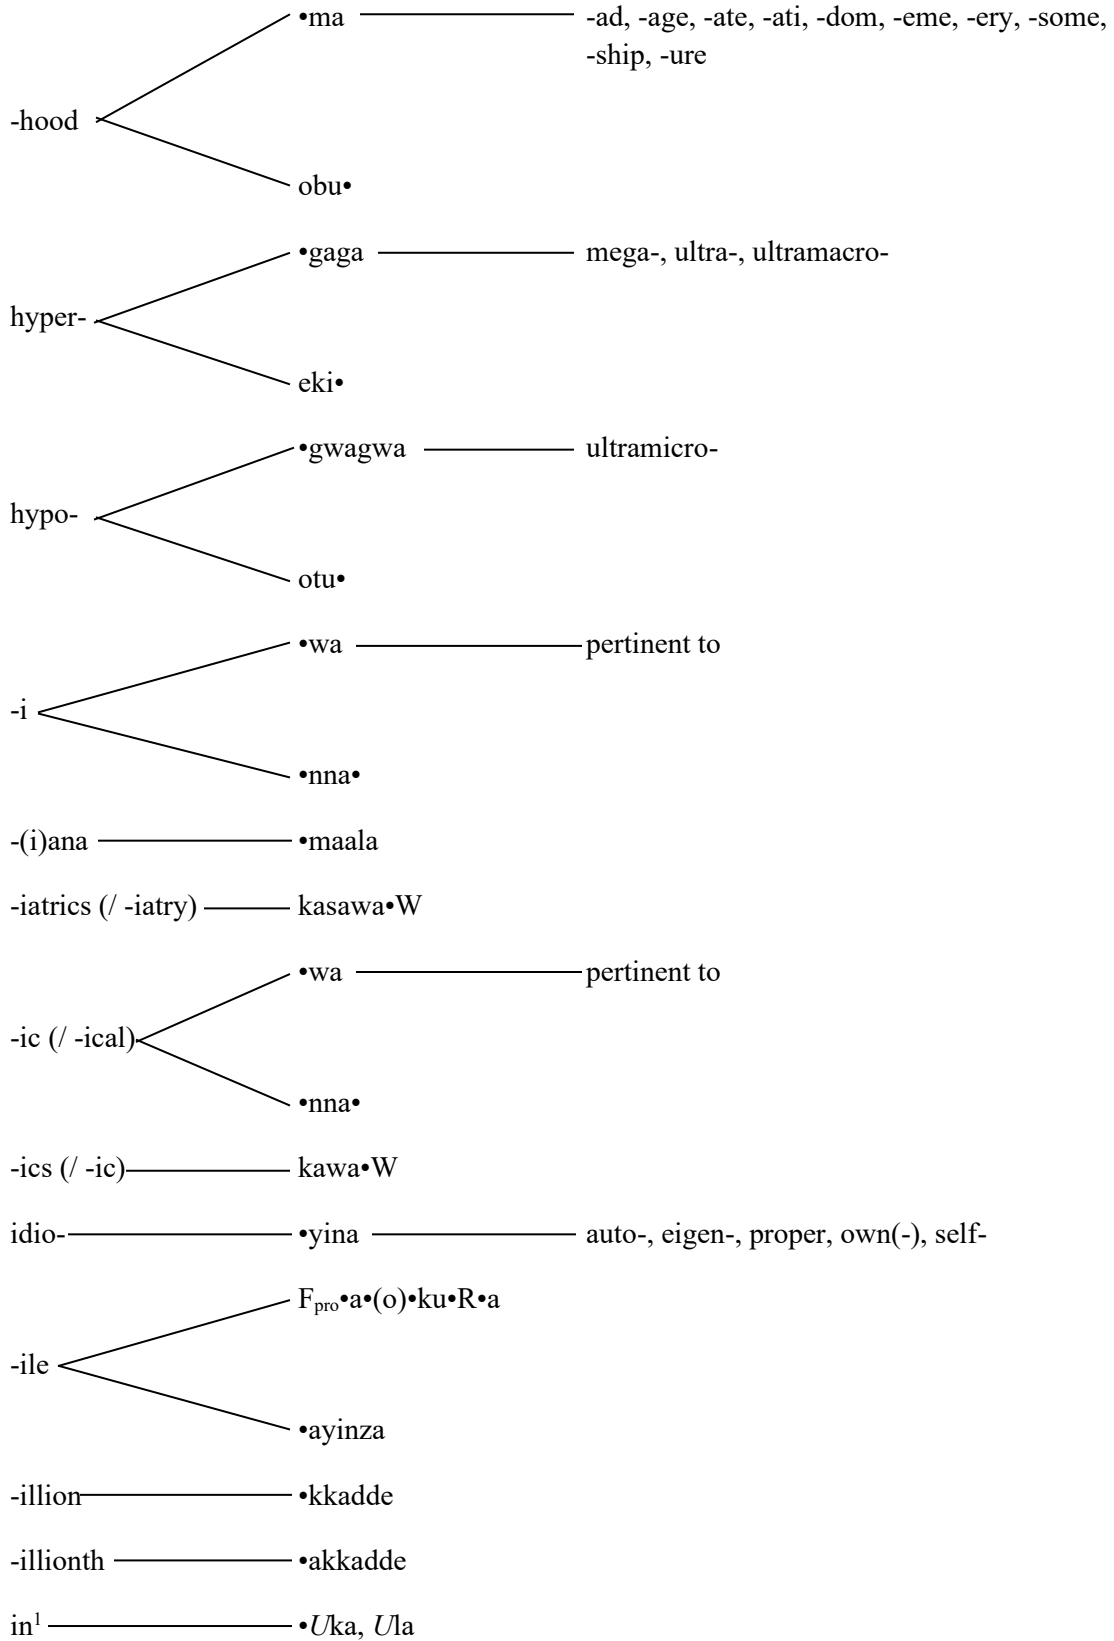 •ma -ad, -age, -ate, -ati, -dom, -eme, -ery, -some,
-ship, -ure
-hood
obu•
•gaga mega-, ultra-, ultramacro-
hyper-
eki•
•gwagwa ultramicro-
hypo-
otu•
•wa pertinent to
-i
•nna•
-(i)ana •maala
-iatrics (/ -iatry) kasawa•W
•wa pertinent to
-ic (/ -ical)
•nna•
-ics (/ -ic) kawa•W
idio- •yina auto-, eigen-, proper, own(-), self-
Fpro•a•(o)•ku•R•a
-ile
•ayinza
-illion •kkadde
-illionth •akkadde
in¹ •Uka, Ula